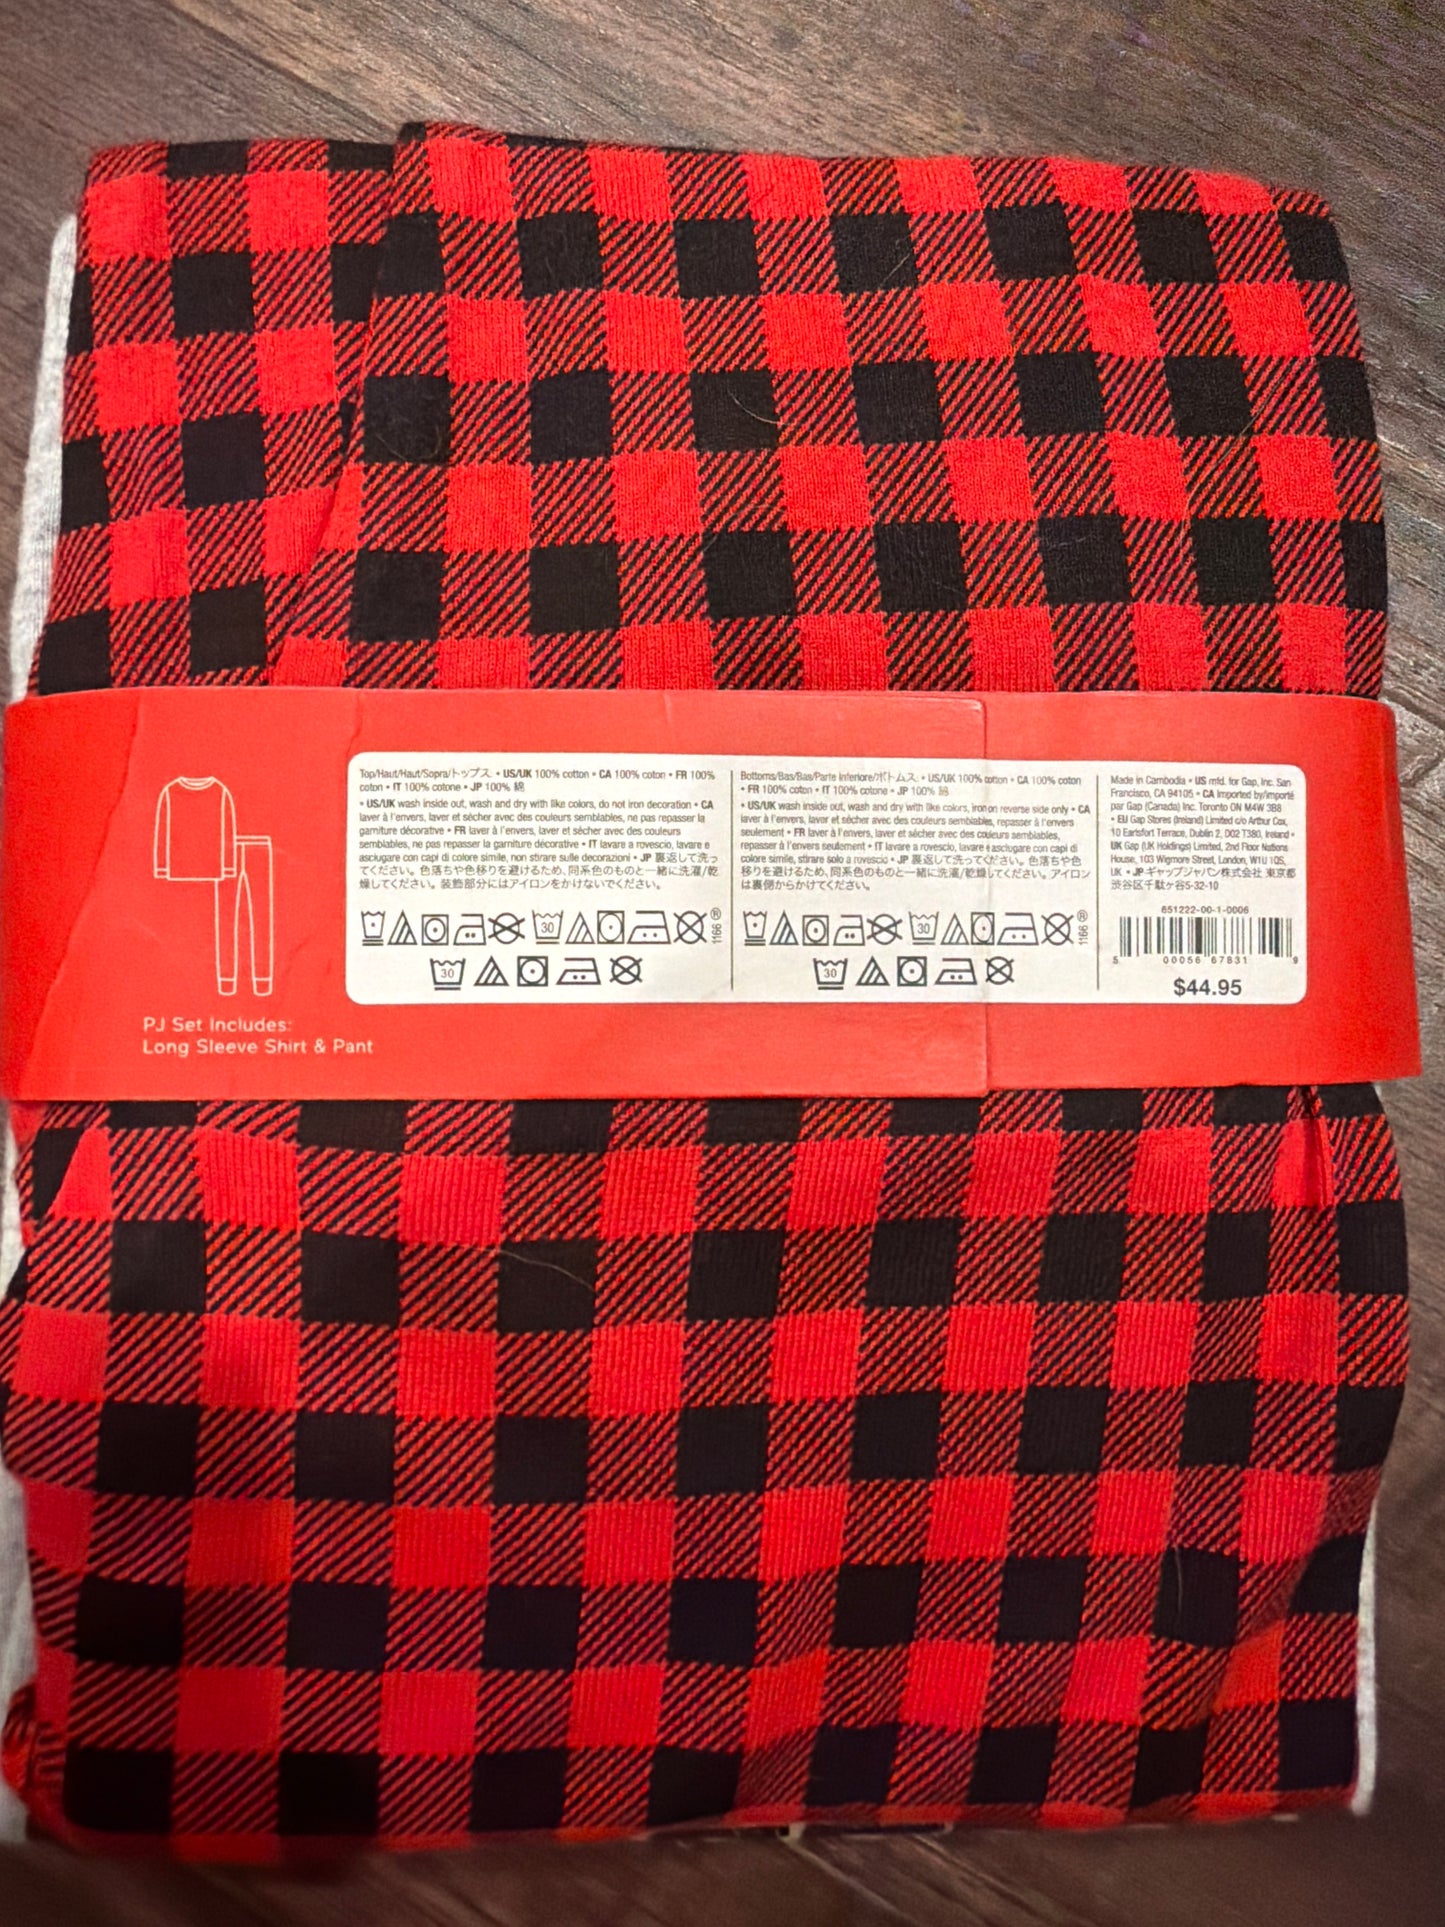 Top/Haut/Haut/Sopra/トップス • US/UK 100% cotton • CA 100% coton • FR 100%
coton • IT 100% cotone • JP 100% 綿
• US/UK wash inside out, wash and dry with like colors, do not iron decoration • CA
laver à l'envers, laver et sécher avec des couleurs semblables, ne pas repasser la
garniture décorative • FR laver à l'envers, laver et sécher avec des couleurs
semblables, ne pas repasser la garniture décorative • IT lavare a rovescio, lavare e
asciugare con capi di colore simile, non stirare sulle decorazioni • JP 裏返して洗っ
てください。色落ちや色移りを避けるため、同系色のものと一緒に洗濯/乾
燥してください。装飾部分にはアイロンをかけないでください。
30
1166®
30
Bottoms/Bas/Bas/Parte Inferiore/ボトムス • US/UK 100% cotton • CA 100% coton
• FR 100% coton • IT 100% cotone • JP 100% 綿
• US/UK wash inside out, wash and dry with like colors, iron on reverse side only • CA
laver à l'envers, laver et sécher avec des couleurs semblables, repasser à l'envers
seulement • FR laver à l'envers, laver et sécher avec des couleurs semblables,
repasser à l'envers seulement • IT lavare a rovescio, lavare e asciugare con capi di
colore simile, stirare solo a rovescio • JP 裏返して洗ってください。色落ちや色
移りを避けるため、同系色のものと一緒に洗濯/乾燥してください。アイロン
は裏側からかけてください。
30
1166®
30
Made in Cambodia • US mfd. for Gap, Inc. San
Francisco, CA 94105 • CA Imported by/importé
par Gap (Canada) Inc. Toronto ON M4W 3B8
• EU Gap Stores (Ireland) Limited c/o Arthur Cox,
10 Earlsfort Terrace, Dublin 2, D02 T380, Ireland •
UK Gap (UK Holdings) Limited, 2nd Floor Nations
House, 103 Wigmore Street, London, W1U 1QS,
UK • JP ギャップジャパン株式会社 東京都
渋谷区千駄ヶ谷5-32-10
651222-00-1-0006
5 00056 67831 9
$44.95
PJ Set Includes:
Long Sleeve Shirt & Pant